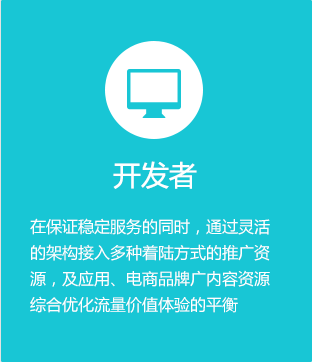 开发者
在保证稳定服务的同时，通过灵活
的架构接入多种着陆方式的推广资
源，及应用、电商品牌广内容资源
综合优化流量价值体验的平衡